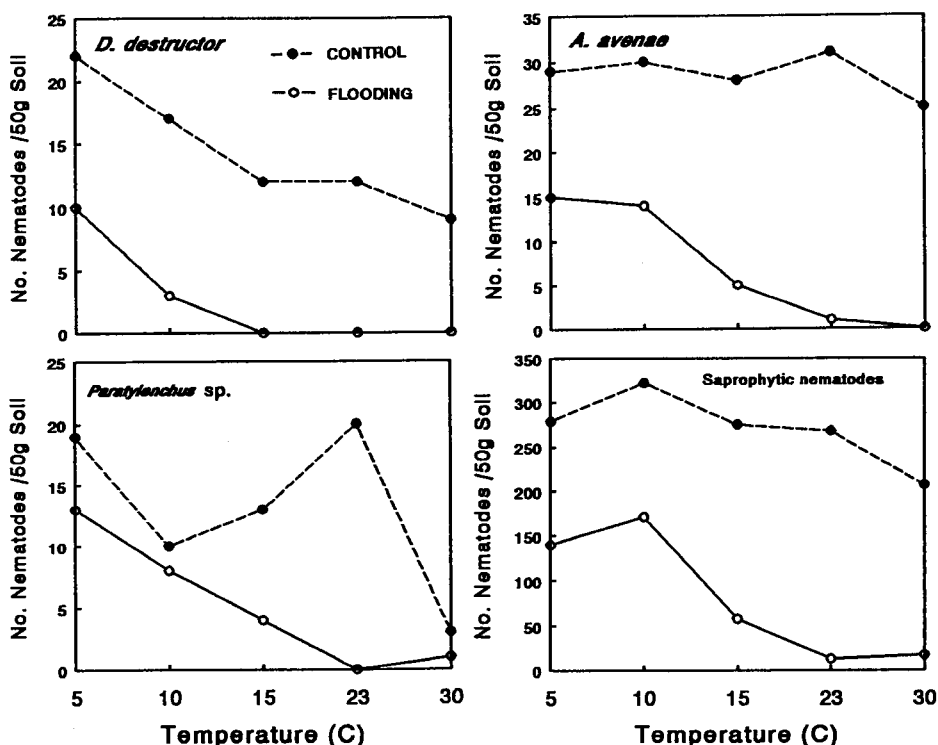 D. destructor
CONTROL
FLOODING
No. Nematodes /50g Soil
25
20
15
10
5
0
A. avenae
No. Nematodes /50g Soil
35
30
25
20
15
10
5
0
Paratylenchus sp.
No. Nematodes /50g Soil
25
20
15
10
5
0
5 10 15 23 30
Temperature (C)
Saprophytic nematodes
No. Nematodes /50g Soil
350
300
250
200
150
100
50
0
5 10 15 23 30
Temperature (C)